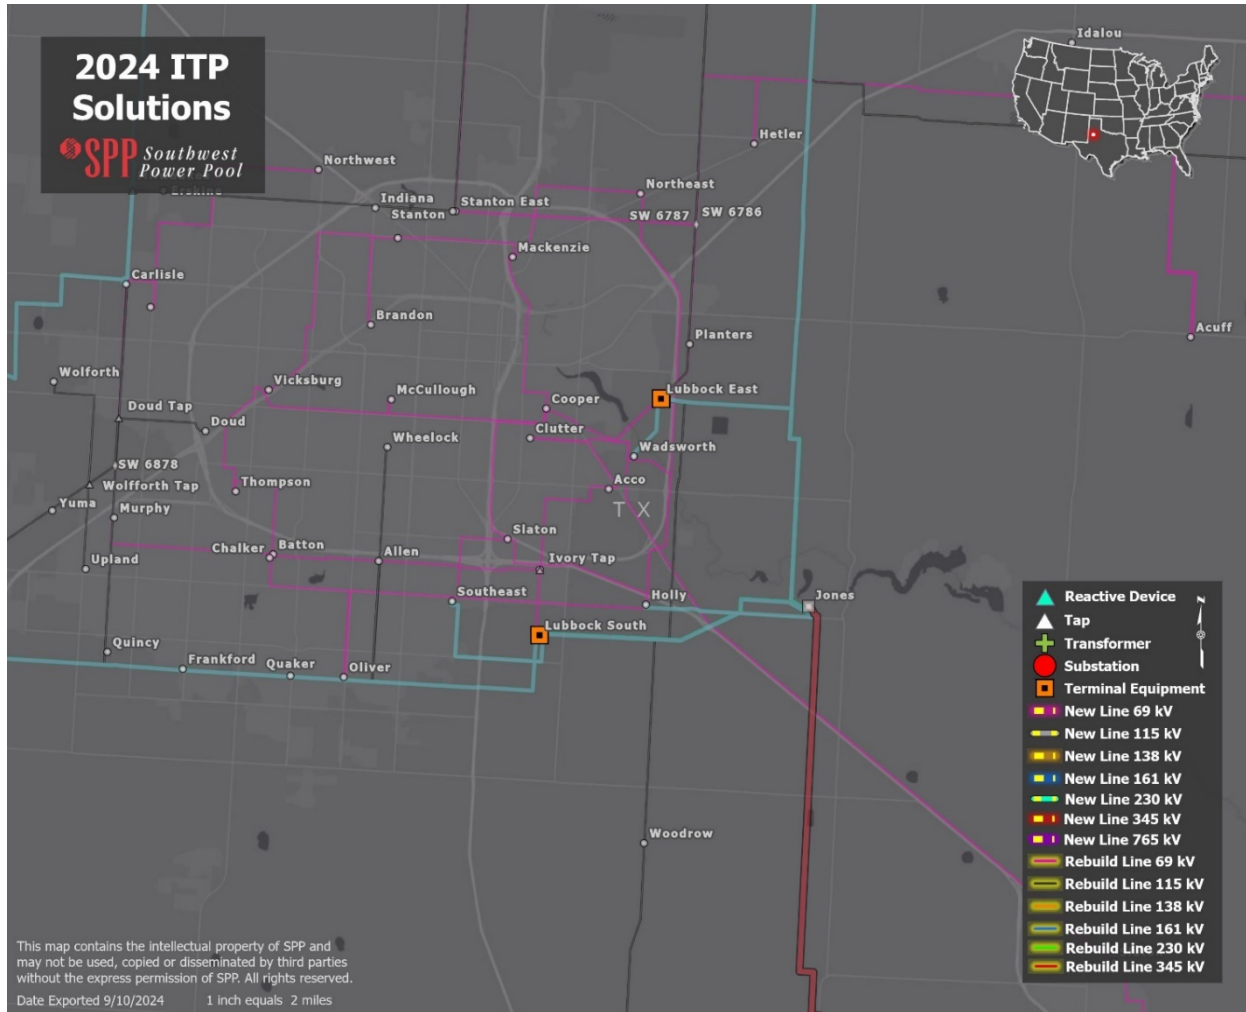 2024 ITP
Solutions
SPP Southwest
Power Pool
Idalou
Hetler
Northwest
Erskine
Indiana
Stanton
Stanton East
Northeast
SW 6787
SW 6786
Mackenzie
Carlisle
Brandon
Planters
Acuff
Wolforth
Vicksburg
McCullough
Lubbock East
Doud Tap
Doud
Cooper
Clutter
Wheelock
Wadsworth
SW 6878
Wolfforth Tap
Thompson
Acco
Yuma
Murphy
T X
Slaton
Chalker
Batton
Allen
Ivory Tap
Upland
Southeast
Holly
Jones
Lubbock South
Quincy
Frankford
Quaker
Oliver
Woodrow
N
Reactive Device
Tap
Transformer
Substation
Terminal Equipment
New Line 69 kV
New Line 115 kV
New Line 138 kV
New Line 161 kV
New Line 230 kV
New Line 345 kV
New Line 765 kV
Rebuild Line 69 kV
Rebuild Line 115 kV
Rebuild Line 138 kV
Rebuild Line 161 kV
Rebuild Line 230 kV
Rebuild Line 345 kV
This map contains the intellectual property of SPP and
may not be used, copied or disseminated by third parties
without the express permission of SPP. All rights reserved.
Date Exported 9/10/2024 1 inch equals 2 miles